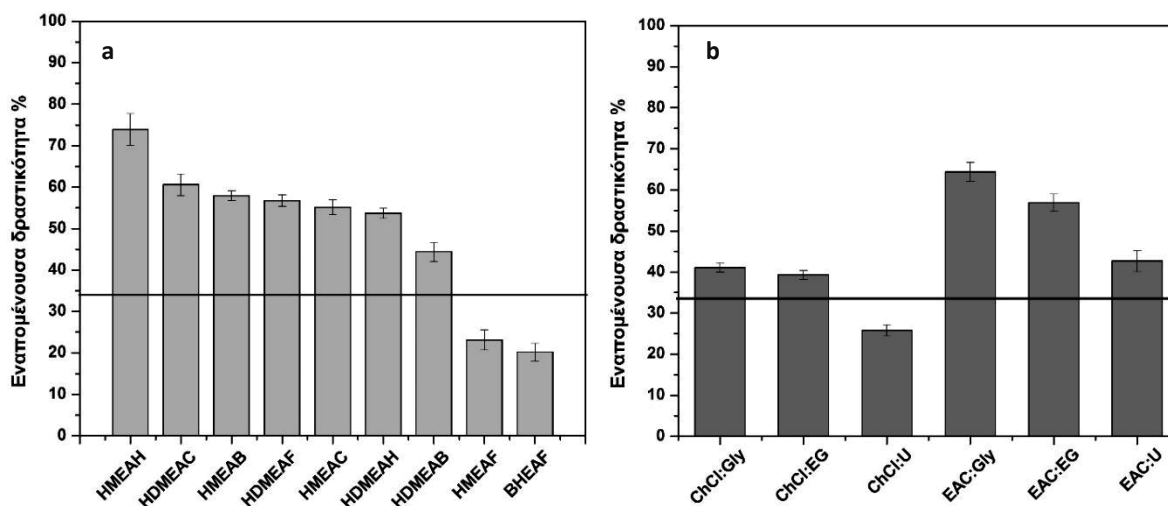 a
Εναπομένουσα δραστικότητα %
100
90
80
70
60
50
40
30
20
10
0
HMEAH
HDMEAC
HMEAB
HDMEAF
HMEAC
HDMEAH
HDMEAB
HMEAF
BHEAF
b
Εναπομένουσα δραστικότητα %
100
90
80
70
60
50
40
30
20
10
0
ChCl:Gly
ChCl:EG
ChCl:U
EAC:Gly
EAC:EG
EAC:U